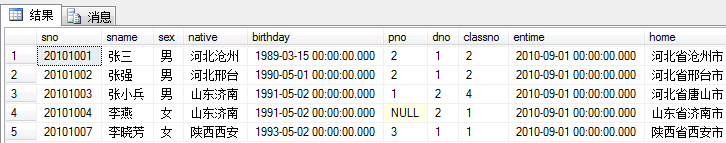 结果 消息
sno sname sex native birthday pno dno classno entime home
1 20101001 张三 男 河北沧州 1989-03-15 00:00:00.000 2 1 2 2010-09-01 00:00:00.000 河北省沧州市
2 20101002 张强 男 河北邢台 1990-05-01 00:00:00.000 2 1 2 2010-09-01 00:00:00.000 河北省邢台市
3 20101003 张小兵 男 山东济南 1991-05-02 00:00:00.000 1 2 4 2010-09-01 00:00:00.000 河北省唐山市
4 20101004 李燕 女 山东济南 1991-05-02 00:00:00.000 NULL 2 1 2010-09-01 00:00:00.000 山东省济南市
5 20101007 李晓芳 女 陕西西安 1993-05-02 00:00:00.000 3 1 1 2010-09-01 00:00:00.000 陕西省西安市